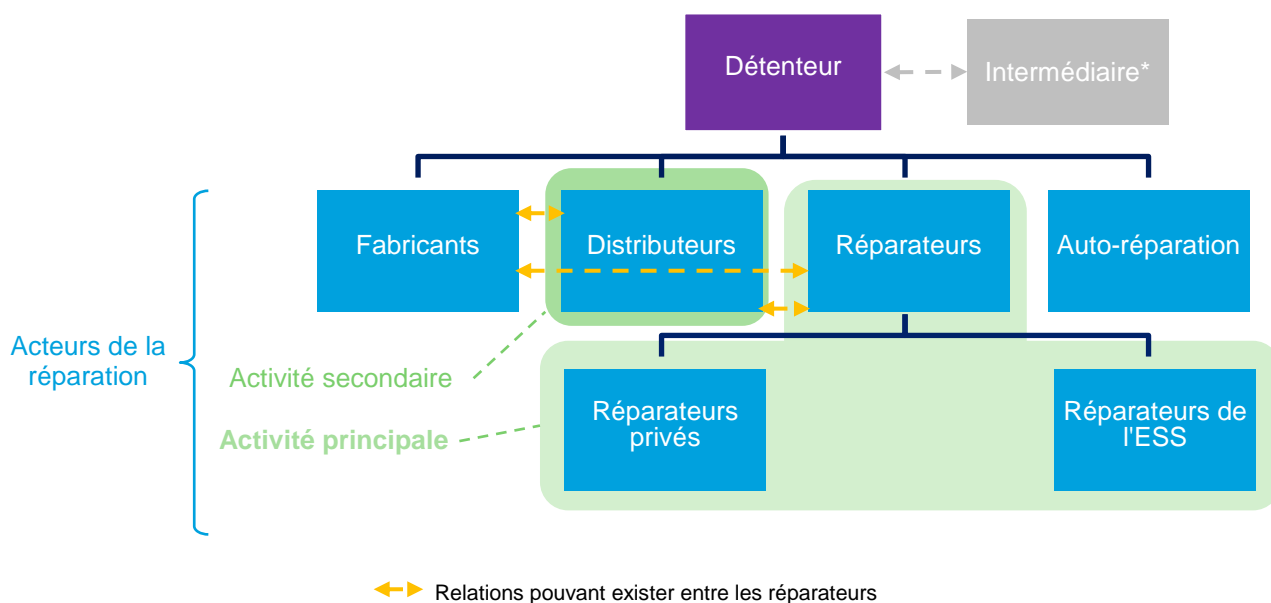 Détenteur
Intermédiaire*
Fabricants
Distributeurs
Réparateurs
Auto-réparation
Acteurs de la
réparation
Activité secondaire
Activité principale
Réparateurs
privés
Réparateurs de
l'ESS
Relations pouvant exister entre les réparateurs